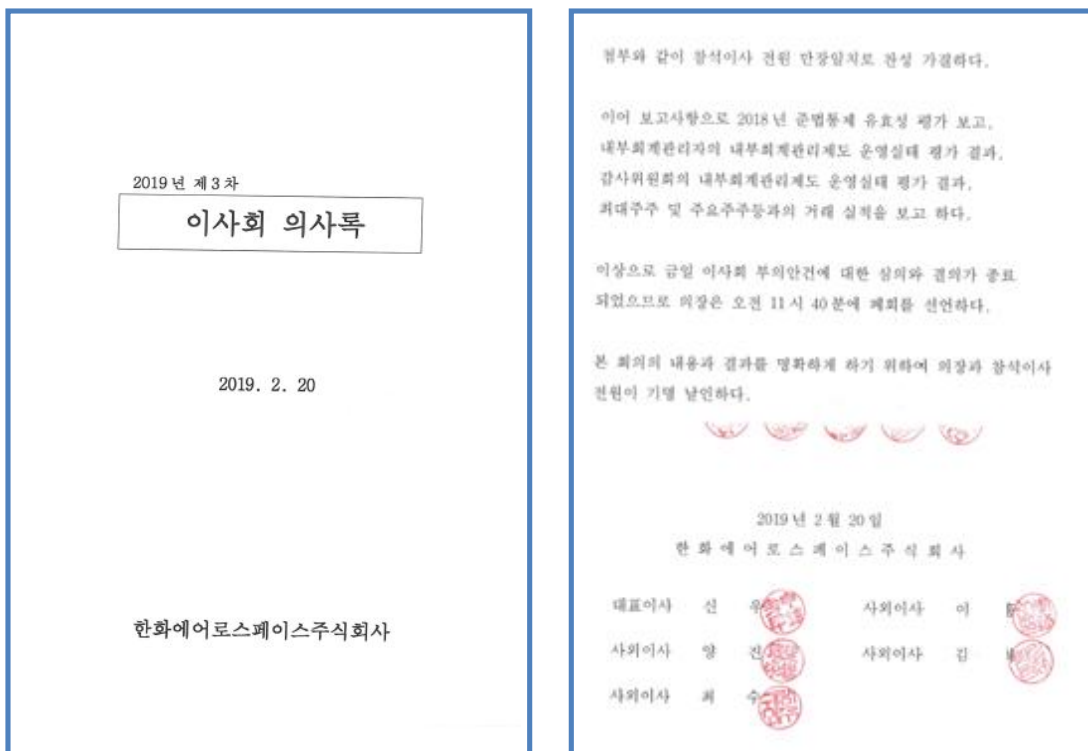 2019년 제3차
이사회 의사록
2019. 2. 20
한화에어로스페이스주식회사
첨부와 같이 참석이사 전원 만장일치로 찬성 가결하다.
이어 보고사항으로 2018년 준법통제 유효성 평가 보고,
내부회계관리자의 내부회계관리제도 운영실태 평가 결과,
감사위원회의 내부회계관리제도 운영실태 평가 결과,
최대주주 및 주요주주등과의 거래 실적을 보고 하다.
이상으로 금일 이사회 부의안건에 대한 심의와 결의가 종료
되었으므로 의장은 오전 11시 40분에 폐회를 선언하다.
본 회의의 내용과 결과를 명확하게 하기 위하여 의장과 참석이사
전원이 기명 날인하다.
2019년 2월 20일
한화에어로스페이스주식회사
대표이사 신 우 사외이사 이
사외이사 양 진 사외이사 김
사외이사 최 수